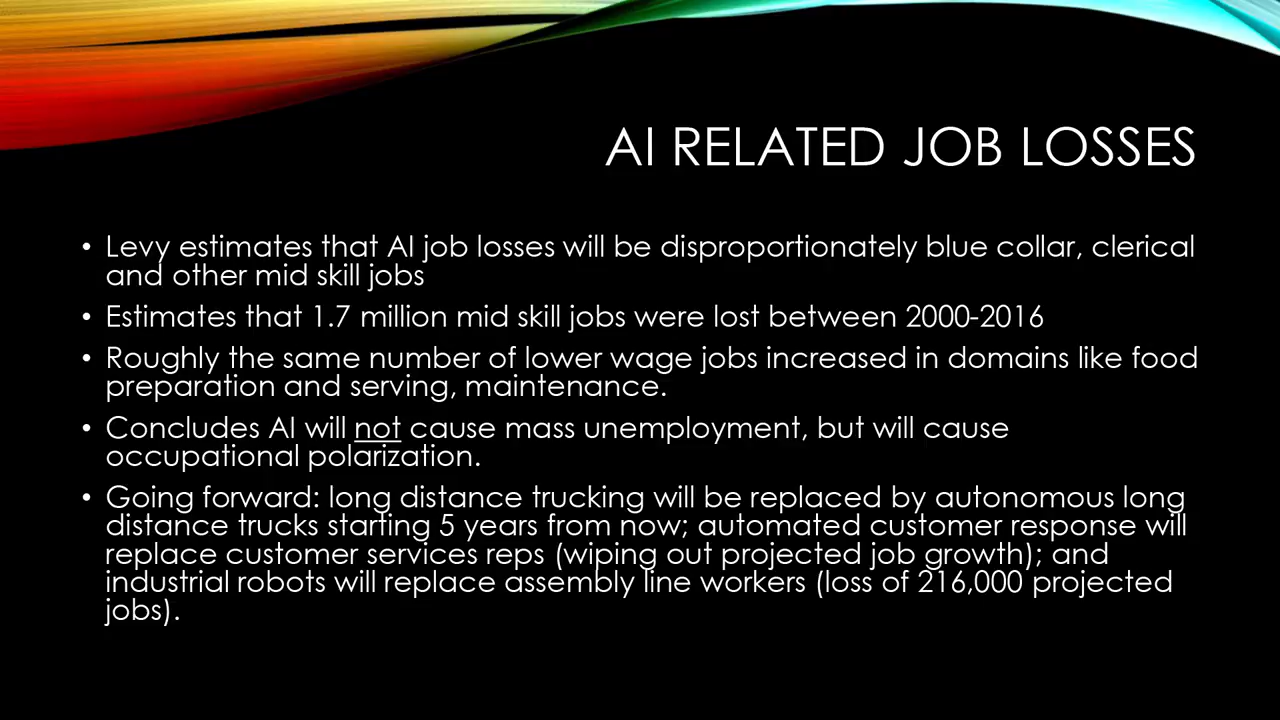 AI RELATED JOB LOSSES
• Levy estimates that AI job losses will be disproportionately blue collar, clerical
and other mid skill jobs
• Estimates that 1.7 million mid skill jobs were lost between 2000-2016
• Roughly the same number of lower wage jobs increased in domains like food
preparation and serving, maintenance.
• Concludes AI will not cause mass unemployment, but will cause
occupational polarization.
• Going forward: long distance trucking will be replaced by autonomous long
distance trucks starting 5 years from now; automated customer response will
replace customer services reps (wiping out projected job growth); and
industrial robots will replace assembly line workers (loss of 216,000 projected
jobs).